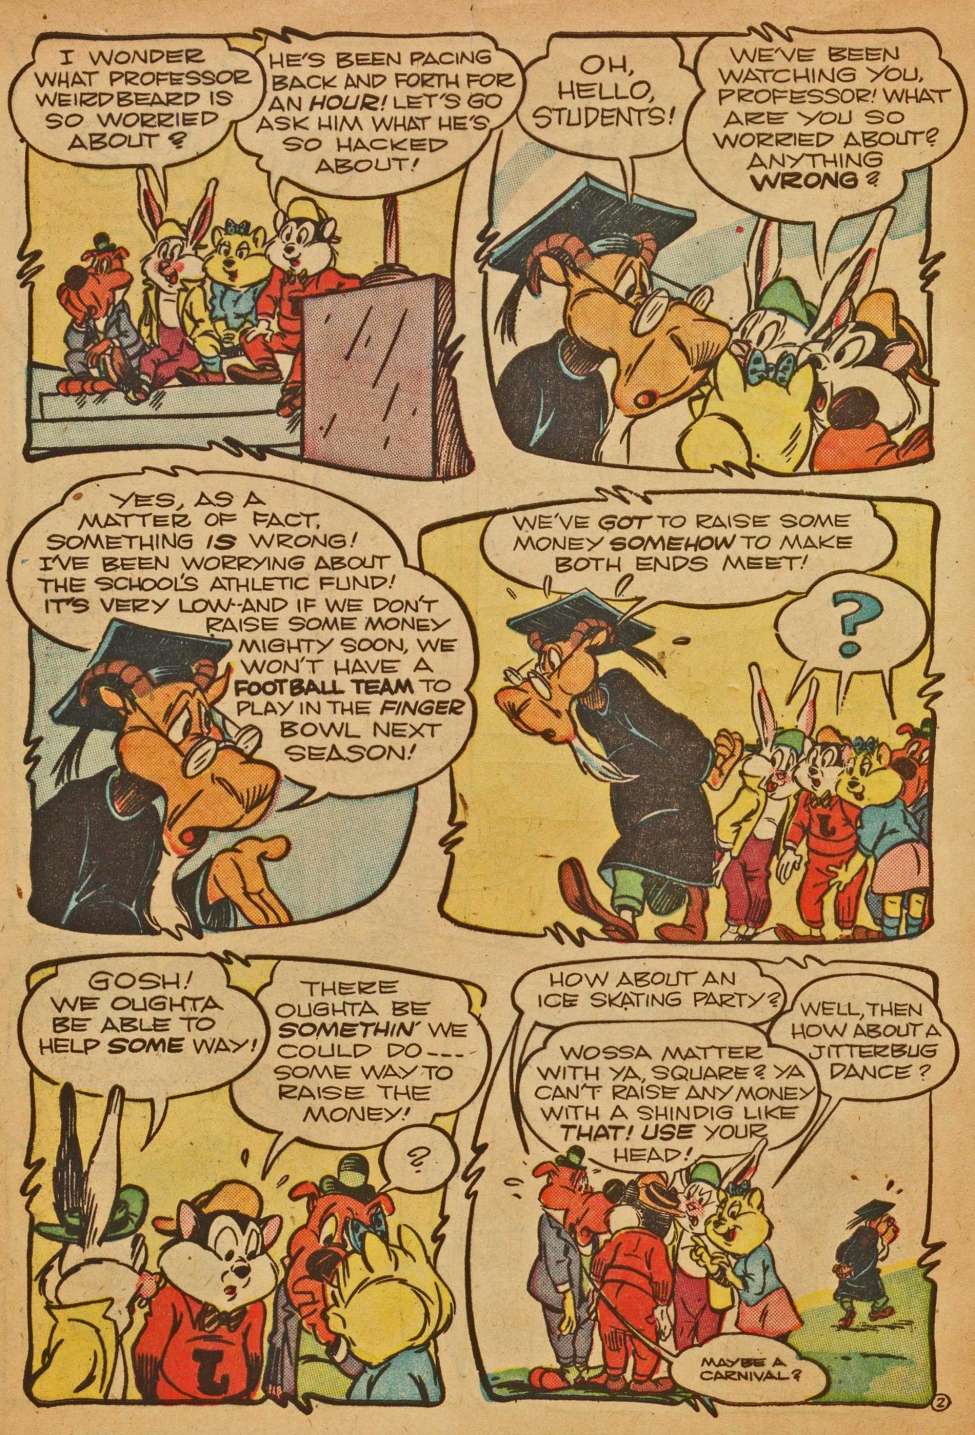 I WONDER
WHAT PROFESSOR
WEIRDBEARD IS
SO WORRIED
ABOUT?
HE'S BEEN PACING
BACK AND FORTH FOR
AN HOUR! LET'S GO
ASK HIM WHAT HE'S
SO HACKED
ABOUT!
OH,
HELLO,
STUDENTS!
WE'VE BEEN
WATCHING YOU,
PROFESSOR! WHAT
ARE YOU SO
WORRIED ABOUT?
ANYTHING
WRONG?
YES, AS A
MATTER OF FACT,
SOMETHING IS WRONG!
I'VE BEEN WORRYING ABOUT
THE SCHOOL'S ATHLETIC FUND!
IT'S VERY LOW--AND IF WE DON'T
RAISE SOME MONEY
MIGHTY SOON, WE
WON'T HAVE A
FOOTBALL TEAM TO
PLAY IN THE FINGER
BOWL NEXT
SEASON!
WE'VE GOT TO RAISE SOME
MONEY SOMEHOW TO MAKE
BOTH ENDS MEET!
?
GOSH!
WE OUGHTA
BE ABLE TO
HELP SOME WAY!
THERE
OUGHTA BE
SOMETHIN' WE
COULD DO----
SOME WAY TO
RAISE THE
MONEY!
?
HOW ABOUT AN
ICE SKATING PARTY?
WOSSA MATTER
WITH YA, SQUARE? YA
CAN'T RAISE ANY MONEY
WITH A SHINDIG LIKE
THAT! USE YOUR
HEAD!
WELL, THEN
HOW ABOUT A
JITTERBUG
DANCE?
MAYBE A
CARNIVAL?
2